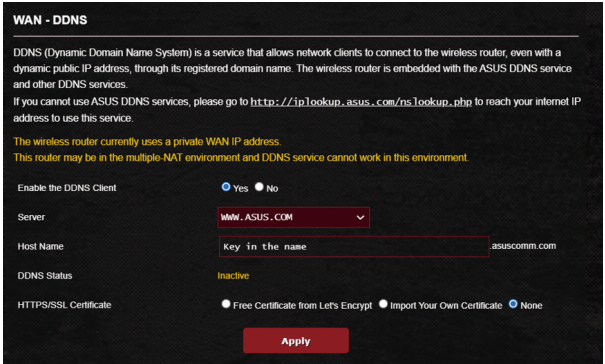 WAN - DDNS
DDNS (Dynamic Domain Name System) is a service that allows network clients to connect to the wireless router, even with a
dynamic public IP address, through its registered domain name. The wireless router is embedded with the ASUS DDNS service
and other DDNS services.
If you cannot use ASUS DDNS services, please go to http://iplookup.asus.com/nslookup.php to reach your internet IP
address to use this service.
The wireless router currently uses a private WAN IP address.
This router may be in the multiple-NAT environment and DDNS service cannot work in this environment.
Enable the DDNS Client Yes No
Server WWW.ASUS.COM
Host Name Key in the name .asuscomm.com
DDNS Status Inactive
HTTPS/SSL Certificate Free Certificate from Let's Encrypt Import Your Own Certificate None
Apply